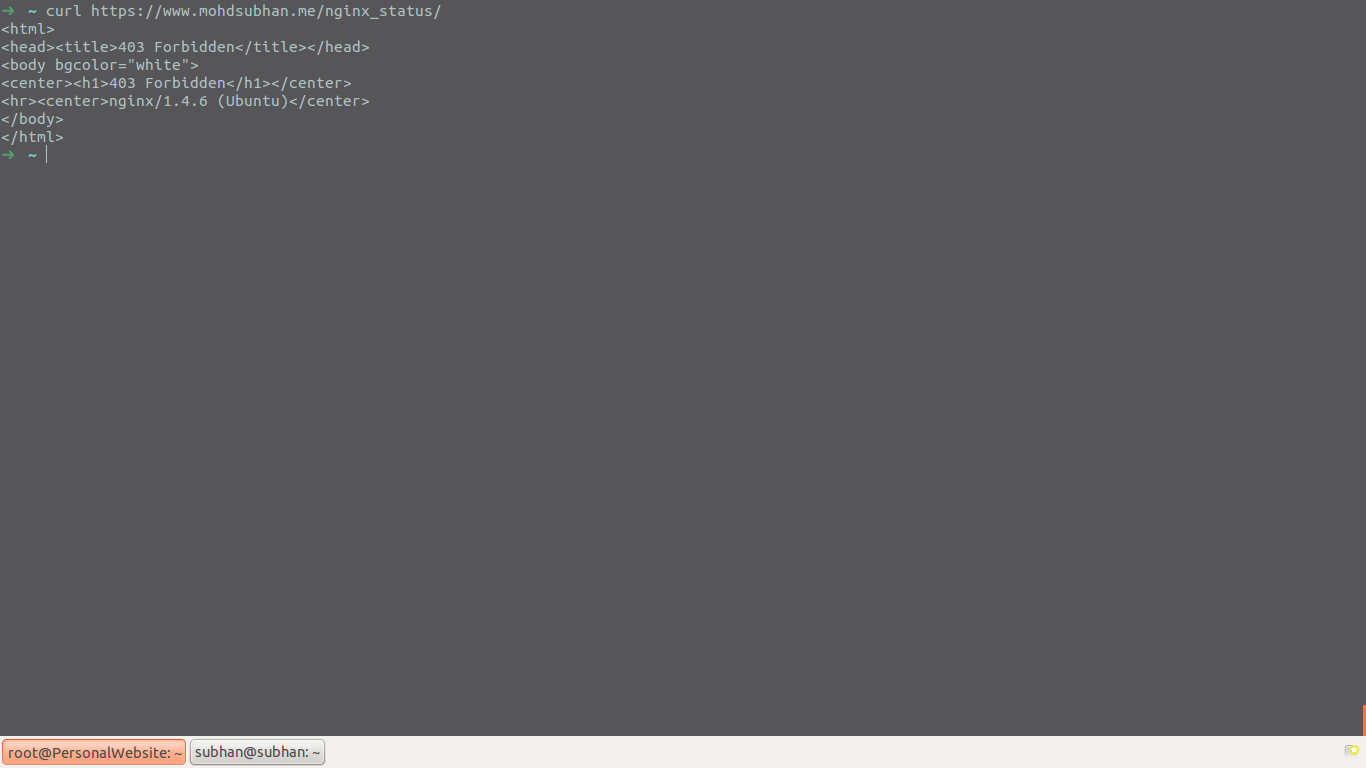 ➜ ~ curl https://www.mohdsubhan.me/nginx_status/
<html>
<head><title>403 Forbidden</title></head>
<body bgcolor="white">
<center><h1>403 Forbidden</h1></center>
<hr><center>nginx/1.4.6 (Ubuntu)</center>
</body>
</html>
➜ ~
root@PersonalWebsite: ~
subhan@subhan: ~